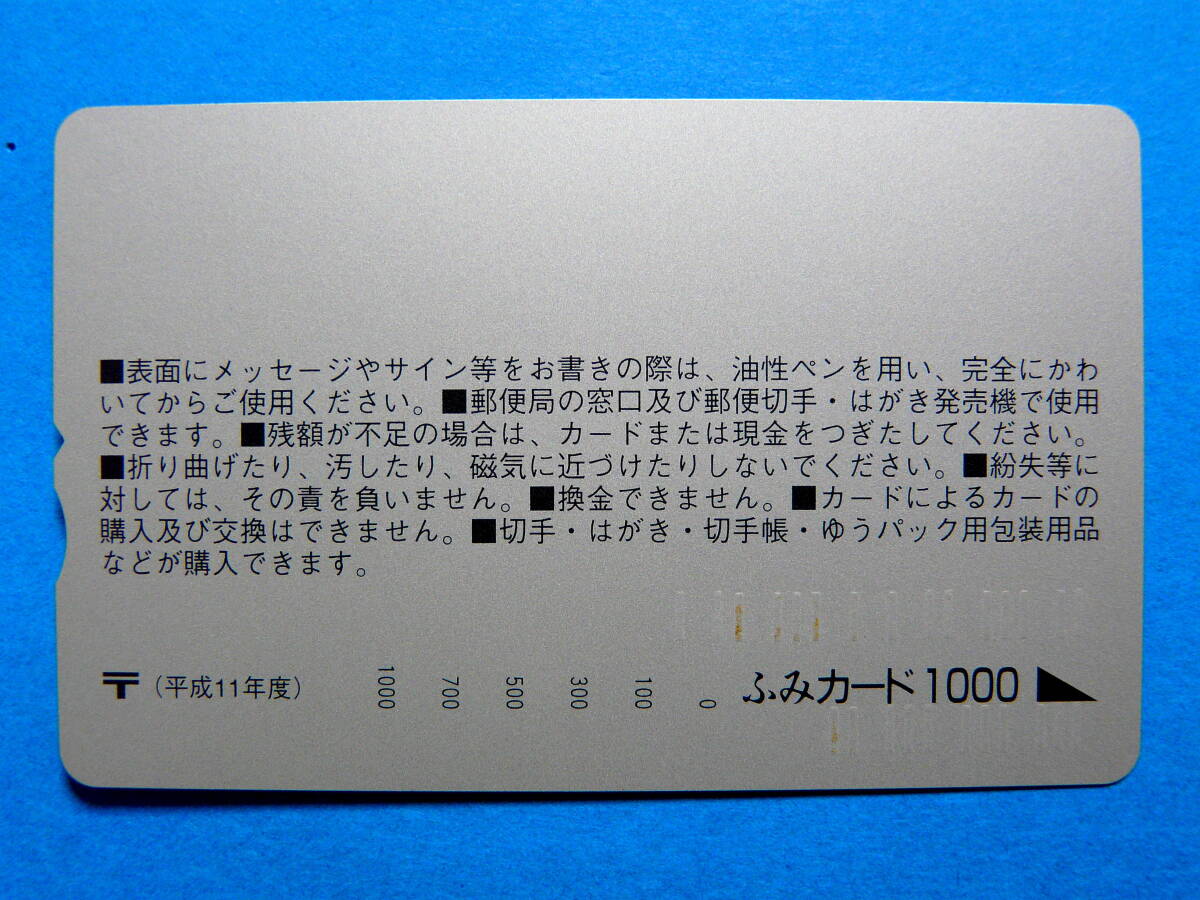 ■表面にメッセージやサイン等をお書きの際は、油性ペンを用い、完全にかわ
いてからご使用ください。■郵便局の窓口及び郵便切手・はがき発売機で使用
できます。■残額が不足の場合は、カードまたは現金をつぎたしてください。
■折り曲げたり、汚したり、磁気に近づけたりしないでください。■紛失等に
対しては、その責を負いません。■換金できません。■カードによるカードの
購入及び交換はできません。■切手・はがき・切手帳・ゆうパック用包装用品
などが購入できます。
〒（平成11年度） 1000 700 500 300 100 0 ふみカード1000